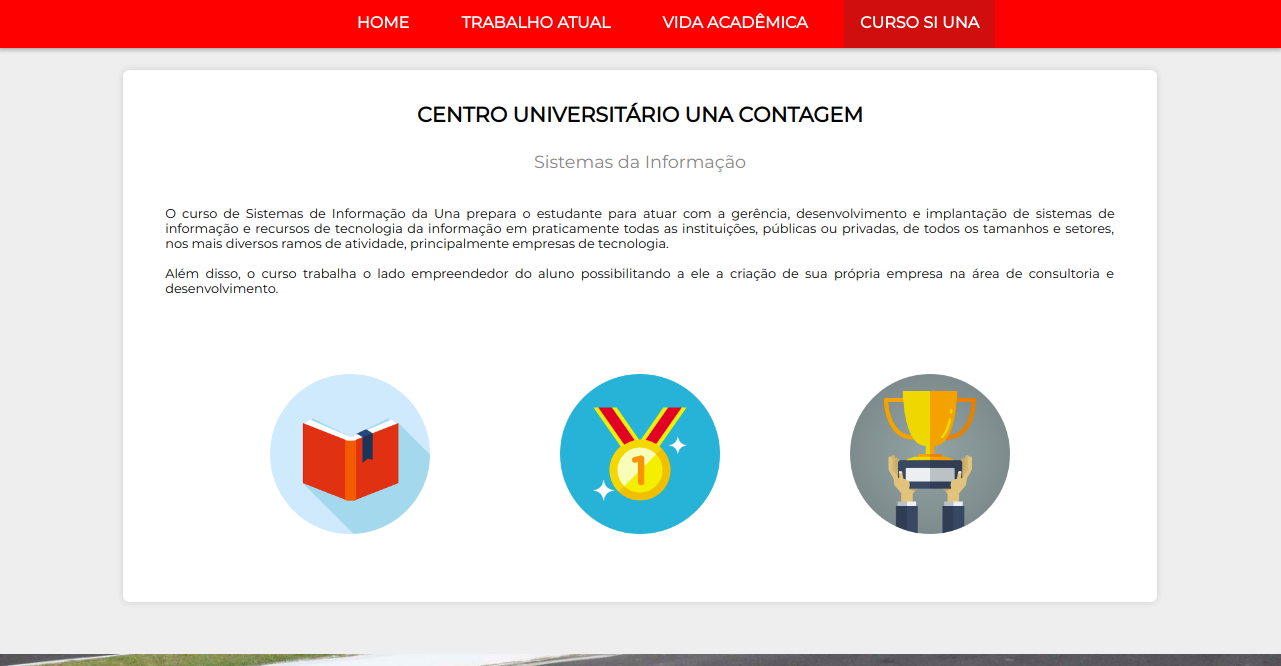 HOME TRABALHO ATUAL VIDA ACADÊMICA CURSO SI UNA
CENTRO UNIVERSITÁRIO UNA CONTAGEM
Sistemas da Informação
O curso de Sistemas de Informação da Una prepara o estudante para atuar com a gerência, desenvolvimento e implantação de sistemas de
informação e recursos de tecnologia da informação em praticamente todas as instituições, públicas ou privadas, de todos os tamanhos e setores,
nos mais diversos ramos de atividade, principalmente empresas de tecnologia.
Além disso, o curso trabalha o lado empreendedor do aluno possibilitando a ele a criação de sua própria empresa na área de consultoria e
desenvolvimento.
1